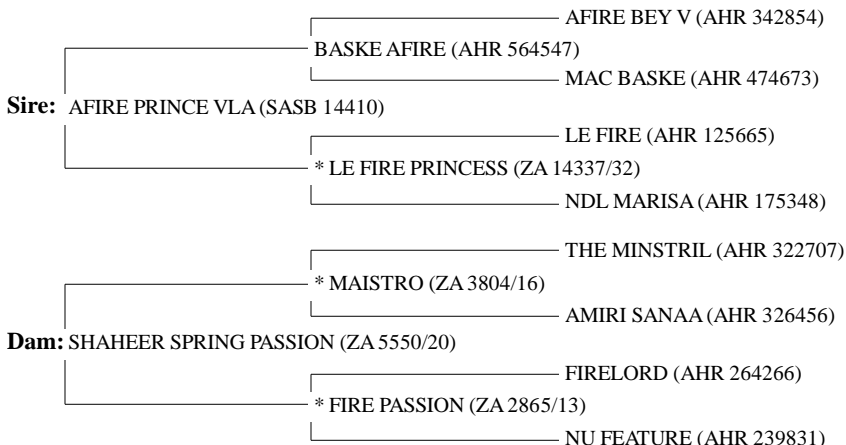 AFIRE BEY V (AHR 342854)
BASKE AFIRE (AHR 564547)
MAC BASKE (AHR 474673)
Sire: AFIRE PRINCE VLA (SASB 14410)
LE FIRE (AHR 125665)
* LE FIRE PRINCESS (ZA 14337/32)
NDL MARISA (AHR 175348)
THE MINSTRIL (AHR 322707)
* MAISTRO (ZA 3804/16)
AMIRI SANAA (AHR 326456)
Dam: SHAHEER SPRING PASSION (ZA 5550/20)
FIRELORD (AHR 264266)
* FIRE PASSION (ZA 2865/13)
NU FEATURE (AHR 239831)